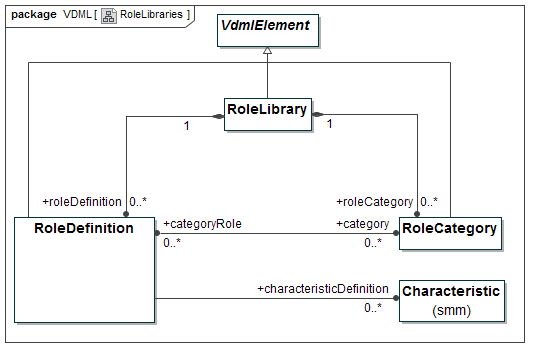 package VDML [ RoleLibraries ]
VdmlElement
RoleLibrary
1
1
+roleDefinition 0..*
+roleCategory 0..*
RoleDefinition
+categoryRole
0..*
+category
0..*
RoleCategory
+characteristicDefinition
0..*
Characteristic
(smm)